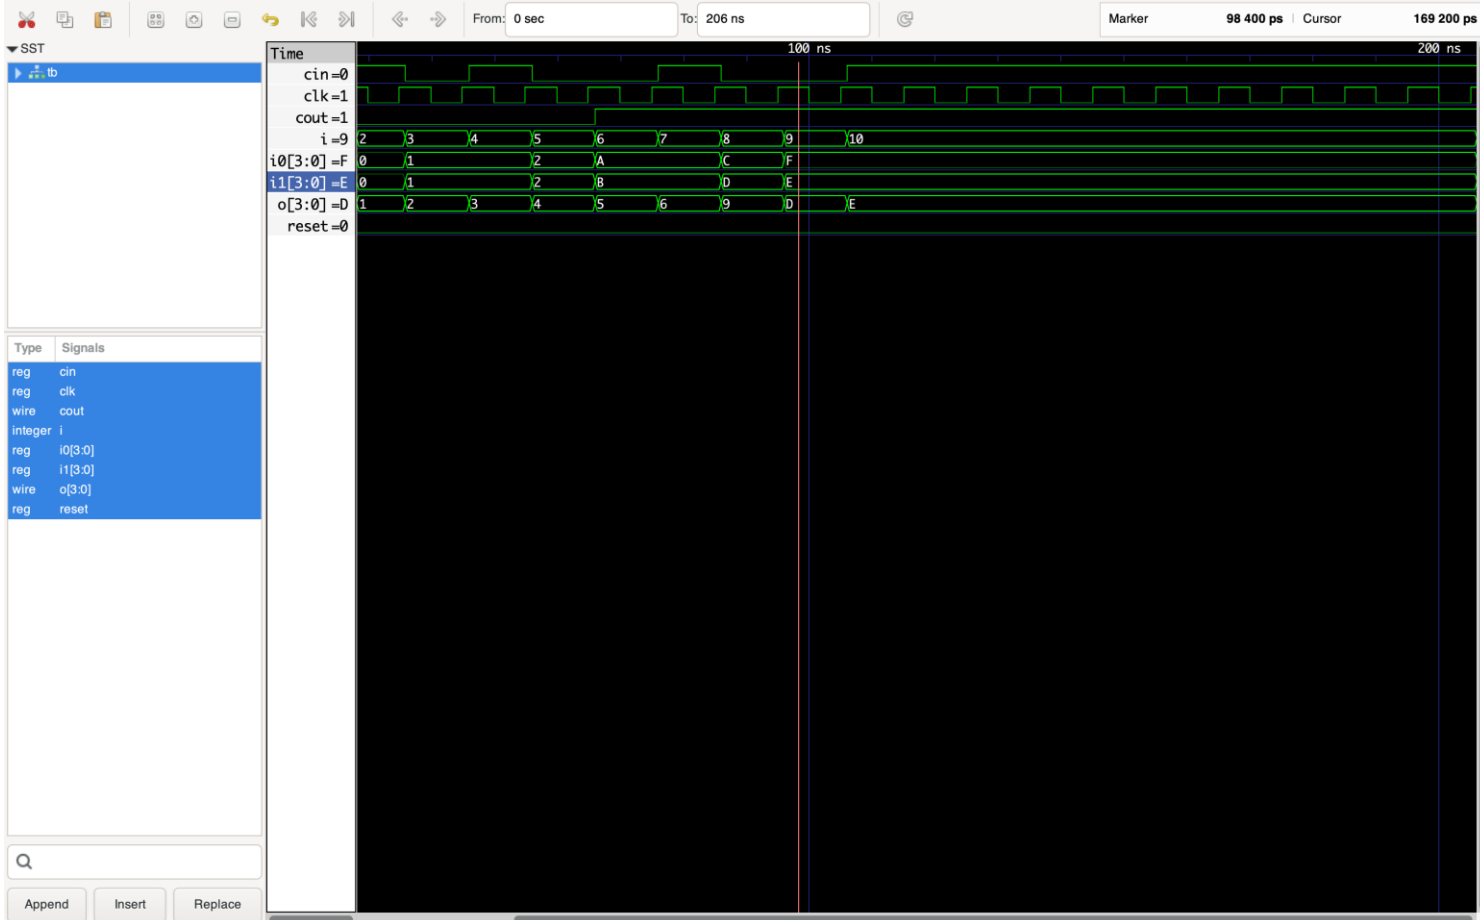 From: 0 sec To: 206 ns Marker 98 400 ps | Cursor 169 200 ps
SST
tb
Time 100 ns 200 ns
cin=0
clk=1
cout=1
i=9 2 3 4 5 6 7 8 9 10
i0[3:0]=F 0 1 2 A C F
i1[3:0]=E 0 1 2 B D E
o[3:0]=D 1 2 3 4 5 6 9 D E
reset=0
Type Signals
reg cin
reg clk
wire cout
integer i
reg i0[3:0]
reg i1[3:0]
wire o[3:0]
reg reset
Append Insert Replace